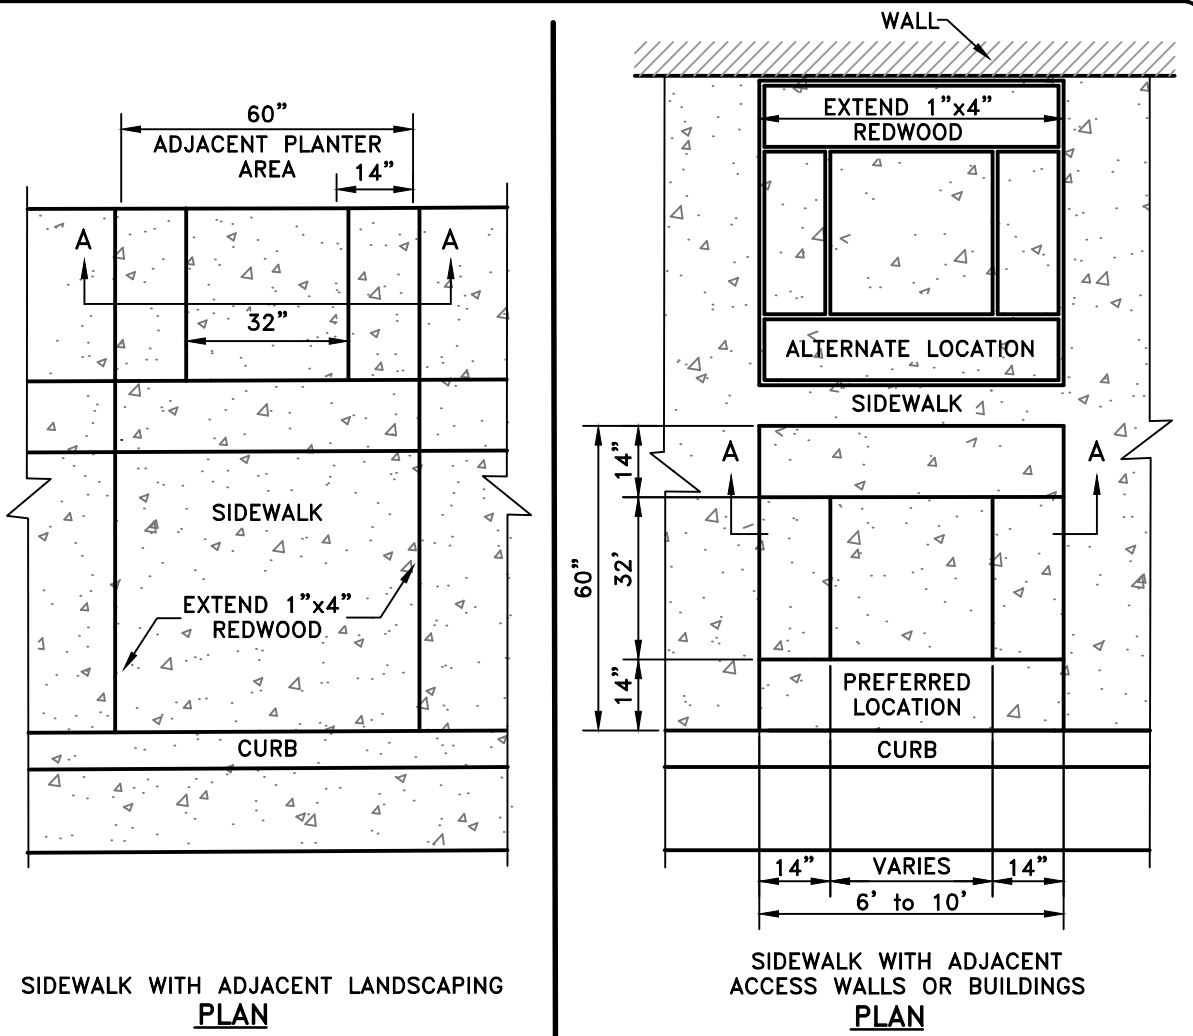 60”
ADJACENT PLANTER
AREA
14”
A
A
32”
SIDEWALK
EXTEND 1”x4”
REDWOOD
CURB
SIDEWALK WITH ADJACENT LANDSCAPING
PLAN
WALL
EXTEND 1”x4”
REDWOOD
ALTERNATE LOCATION
SIDEWALK
A
A
14”
32'
60”
14”
PREFERRED
LOCATION
CURB
14”
VARIES
14”
6' to 10'
SIDEWALK WITH ADJACENT
ACCESS WALLS OR BUILDINGS
PLAN